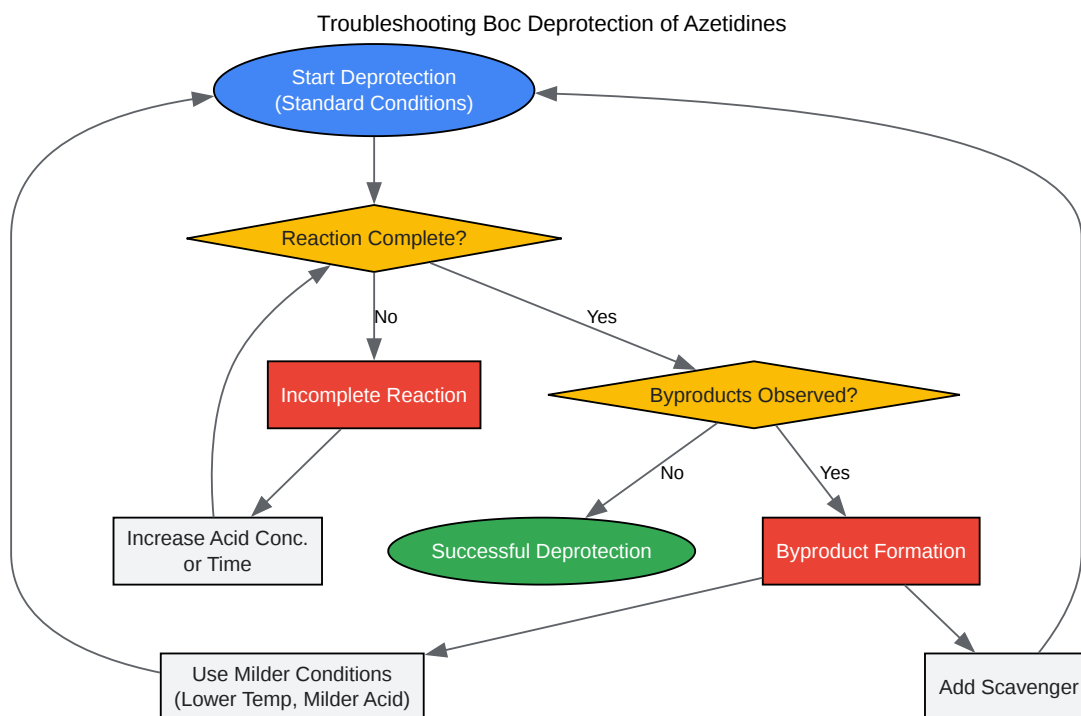 Troubleshooting Boc Deprotection of Azetidines
Start Deprotection
(Standard Conditions)
Reaction Complete?
No
Yes
Incomplete Reaction
Byproducts Observed?
No
Yes
Increase Acid Conc.
or Time
Successful Deprotection
Byproduct Formation
Use Milder Conditions
(Lower Temp, Milder Acid)
Add Scavenger